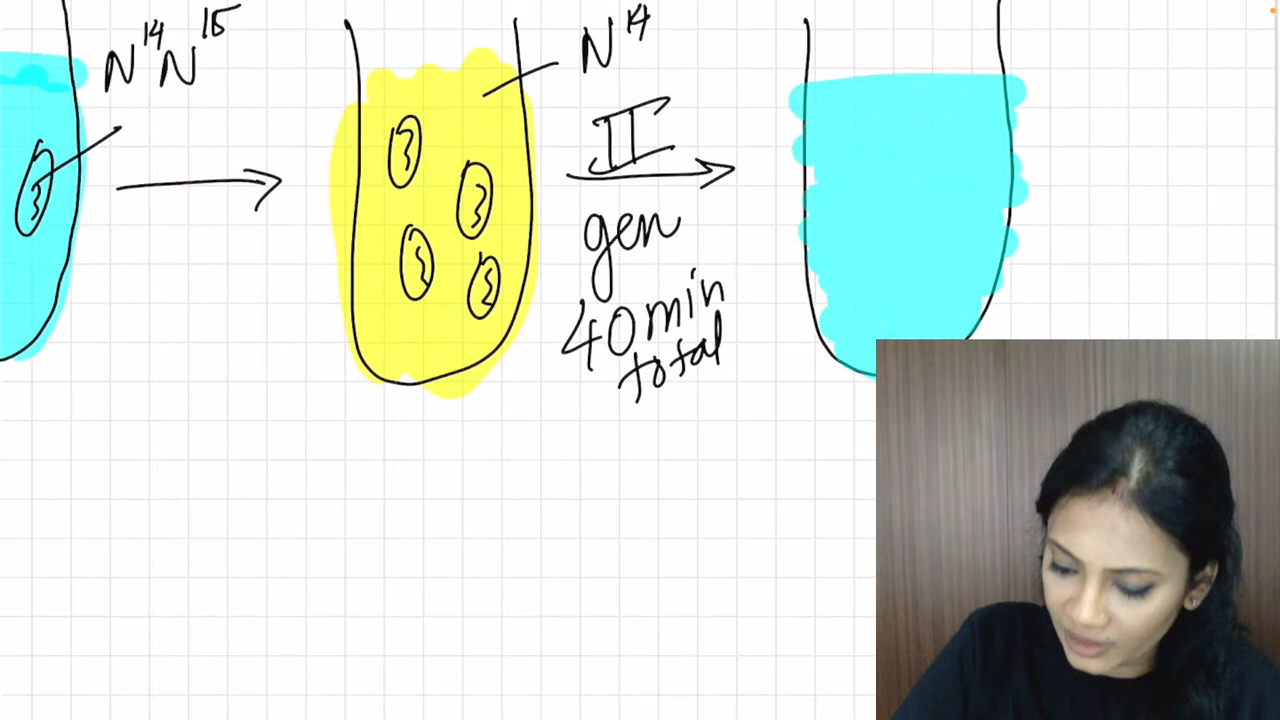 N¹⁴N¹⁵
N¹⁴
II
gen
40min
total